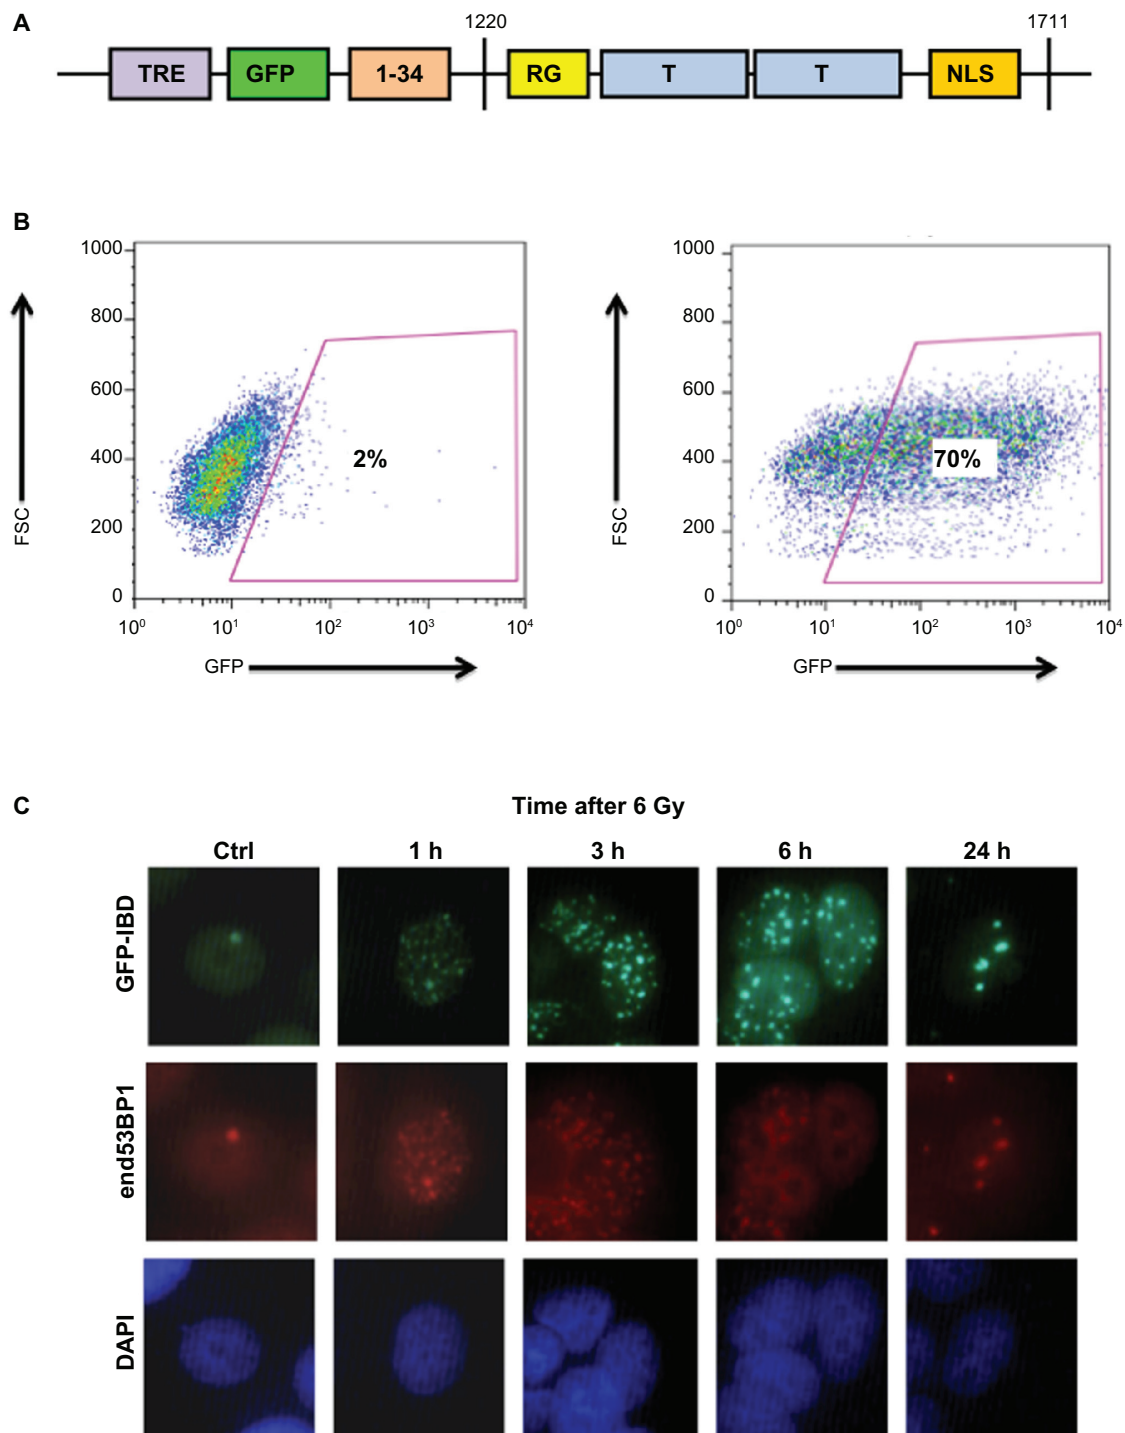 A
1220
1711
TRE GFP 1-34 RG T T NLS
B
1000
800
600
400
200
0
2%
10⁰ 10¹ 10² 10³ 10⁴
FSC
GFP
1000
800
600
400
200
0
70%
10⁰ 10¹ 10² 10³ 10⁴
FSC
GFP
C
Time after 6 Gy
Ctrl 1 h 3 h 6 h 24 h
GFP-IBD
end53BP1
DAPI